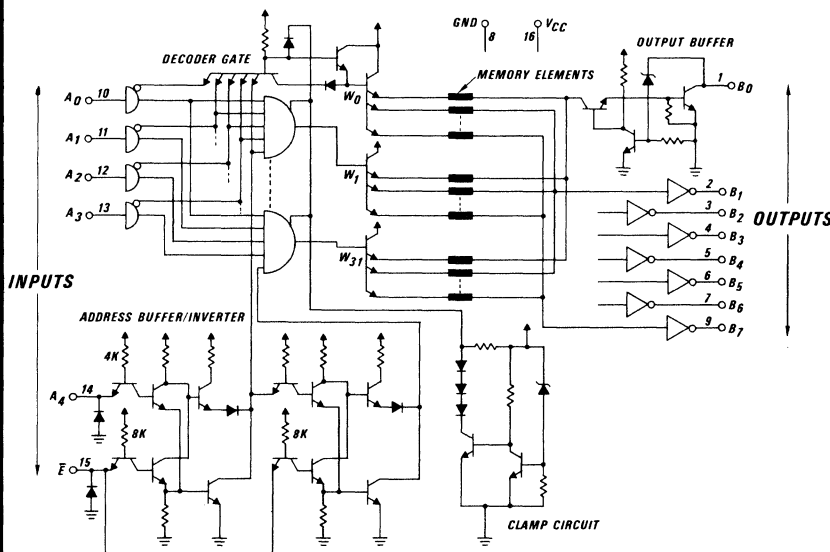 GND 8
16 VCC
OUTPUT BUFFER
DECODER GATE
MEMORY ELEMENTS
1 B0
A0 10
W0
A1 11
W1
2 B1
A2 12
3 B2
OUTPUTS
A3 13
4 B3
W31
5 B4
INPUTS
6 B5
7 B6
ADDRESS BUFFER/INVERTER
9 B7
4K
A4 14
8K
8K
E̅ 15
CLAMP CIRCUIT